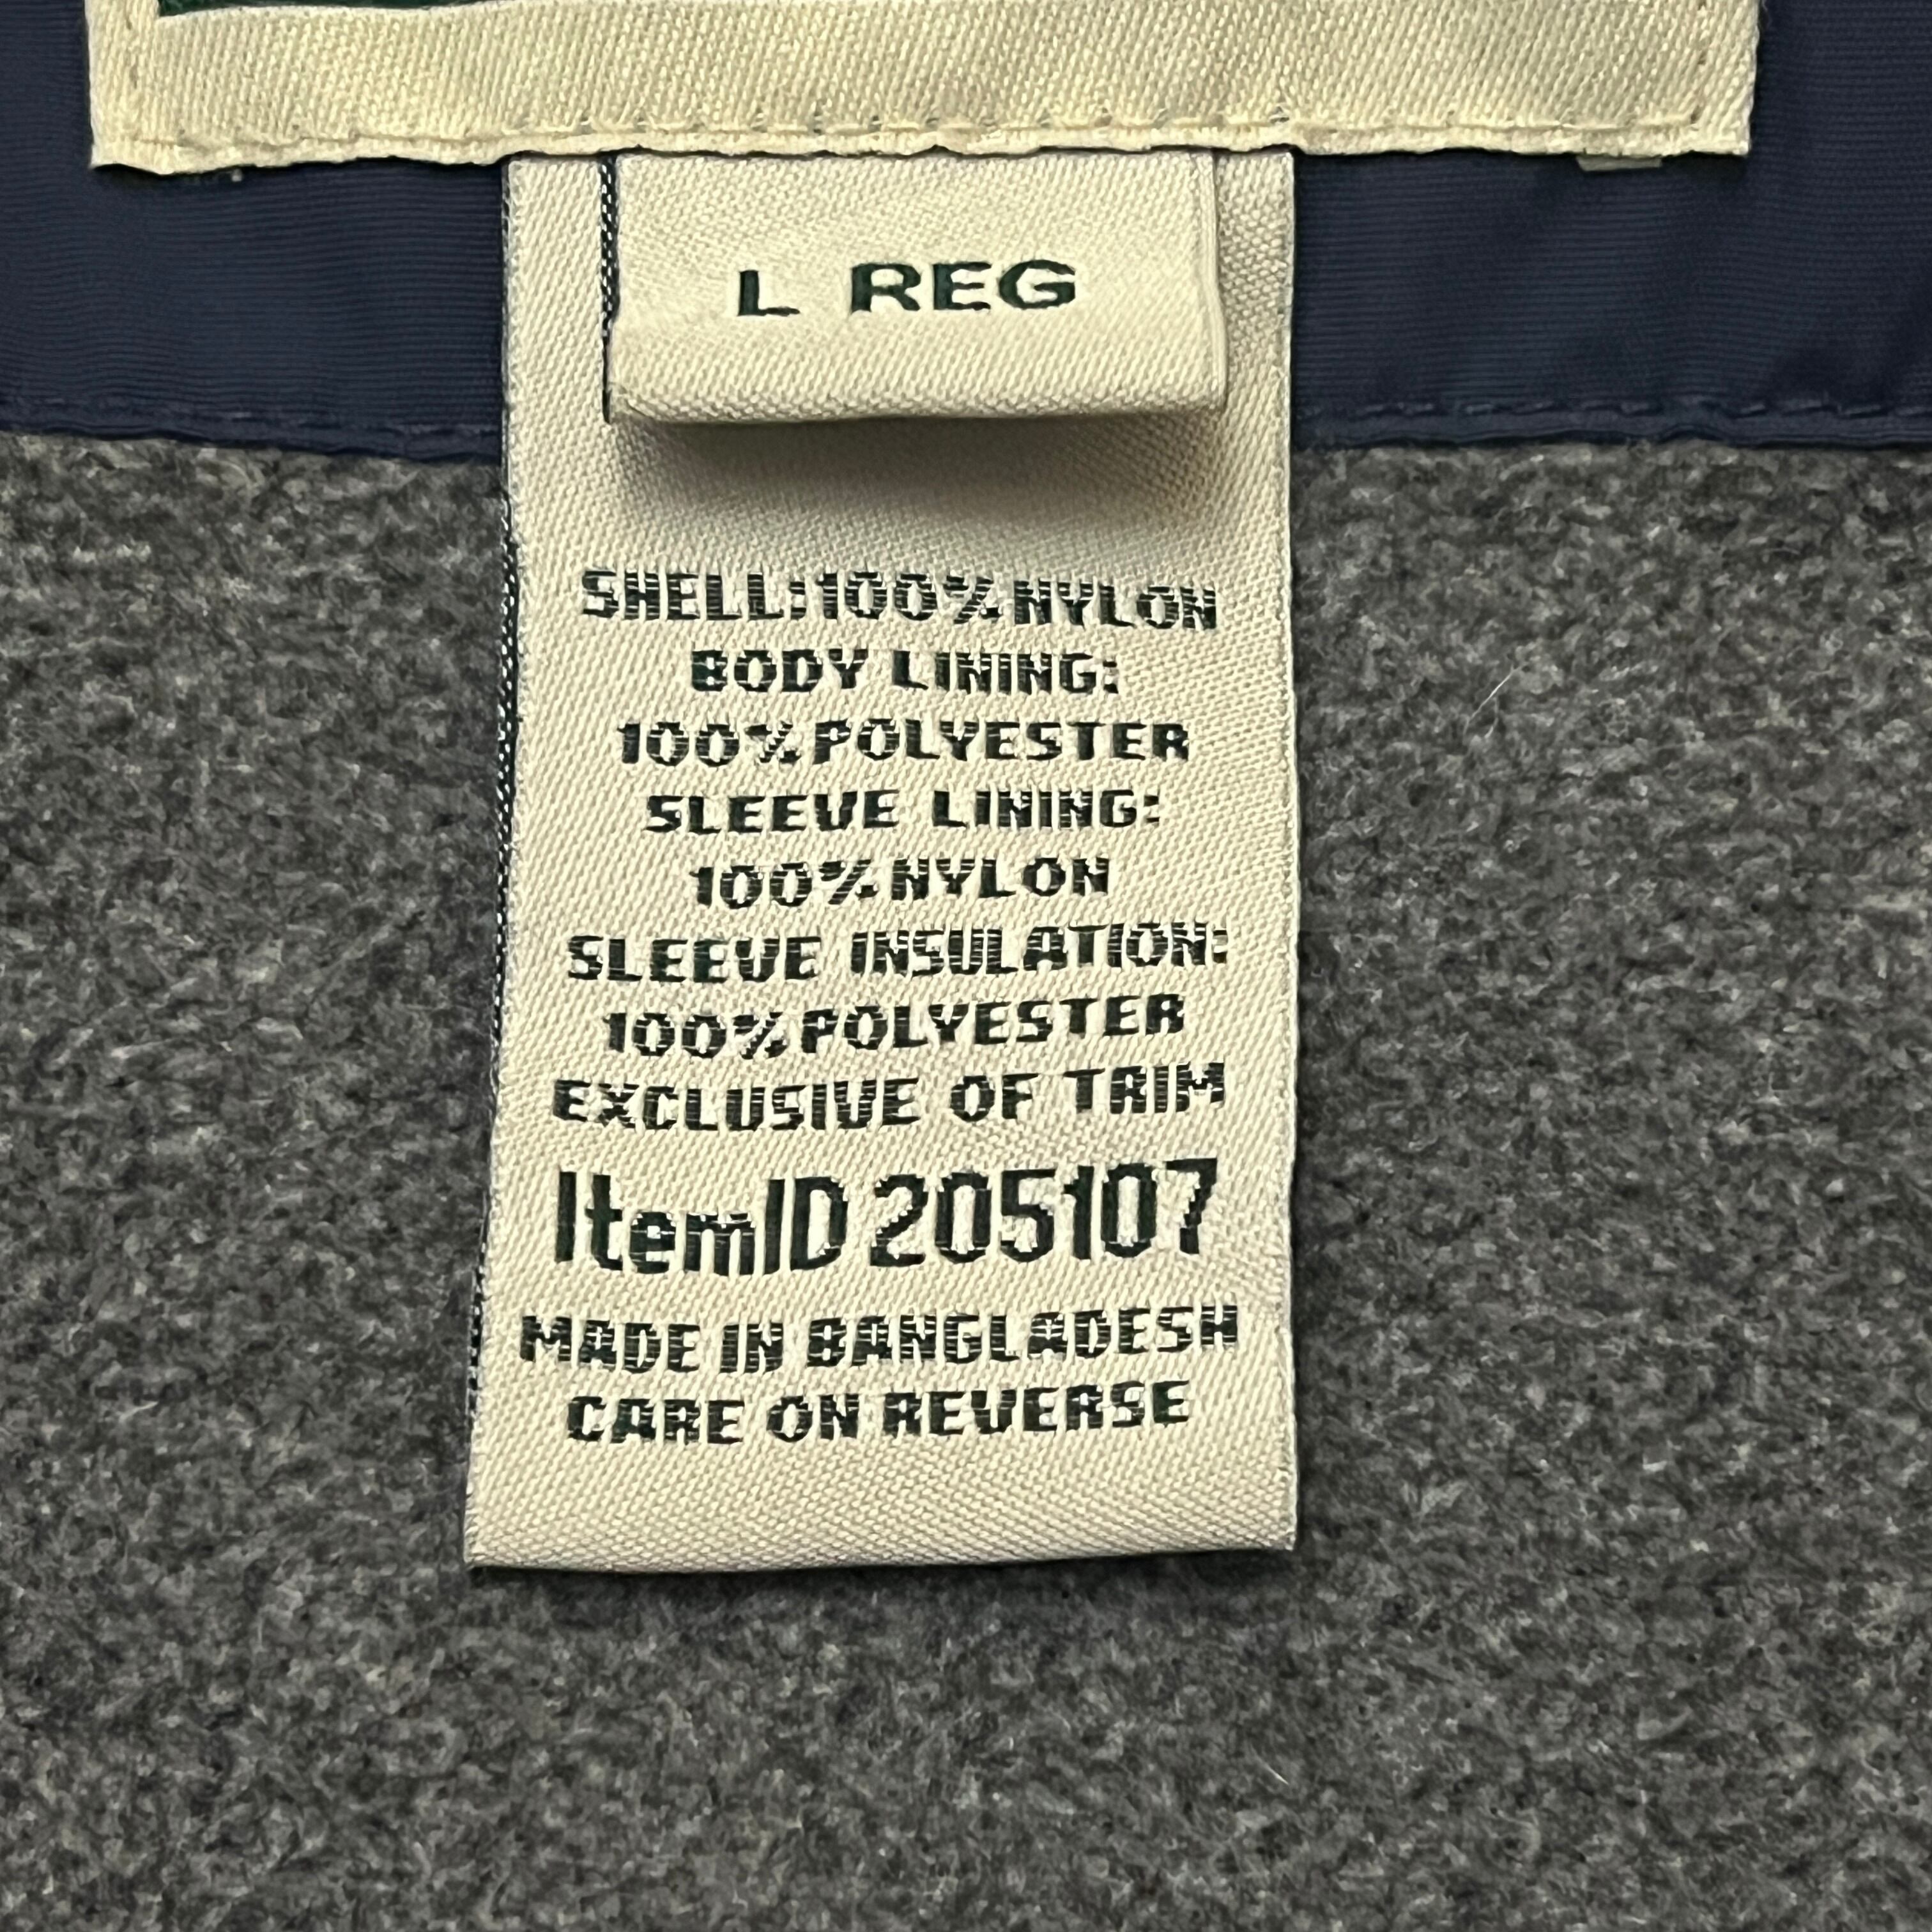 L REG
SHELL:100% NYLON
BODY LINING:
100% POLYESTER
SLEEVE LINING:
100% NYLON
SLEEVE INSULATION:
100% POLYESTER
EXCLUSIVE OF TRIM
ItemID 205107
MADE IN BANGLADESH
CARE ON REVERSE